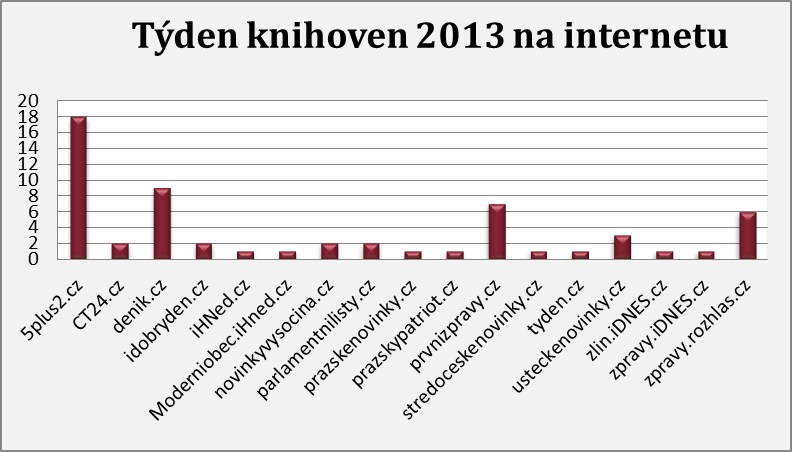 Týden knihoven 2013 na internetu
20
18
16
14
12
10
8
6
4
2
0
5plus2.cz
CT24.cz
denik.cz
idobryden.cz
iHNed.cz
Moderniobec.iHned.cz
novinkyvysocina.cz
parlamentnilisty.cz
prazskenovinky.cz
prazskypatriot.cz
prvnizpravy.cz
stredoceskenovinky.cz
tyden.cz
usteckenovinky.cz
zlin.iDNES.cz
zpravy.iDNES.cz
zpravy.rozhlas.cz